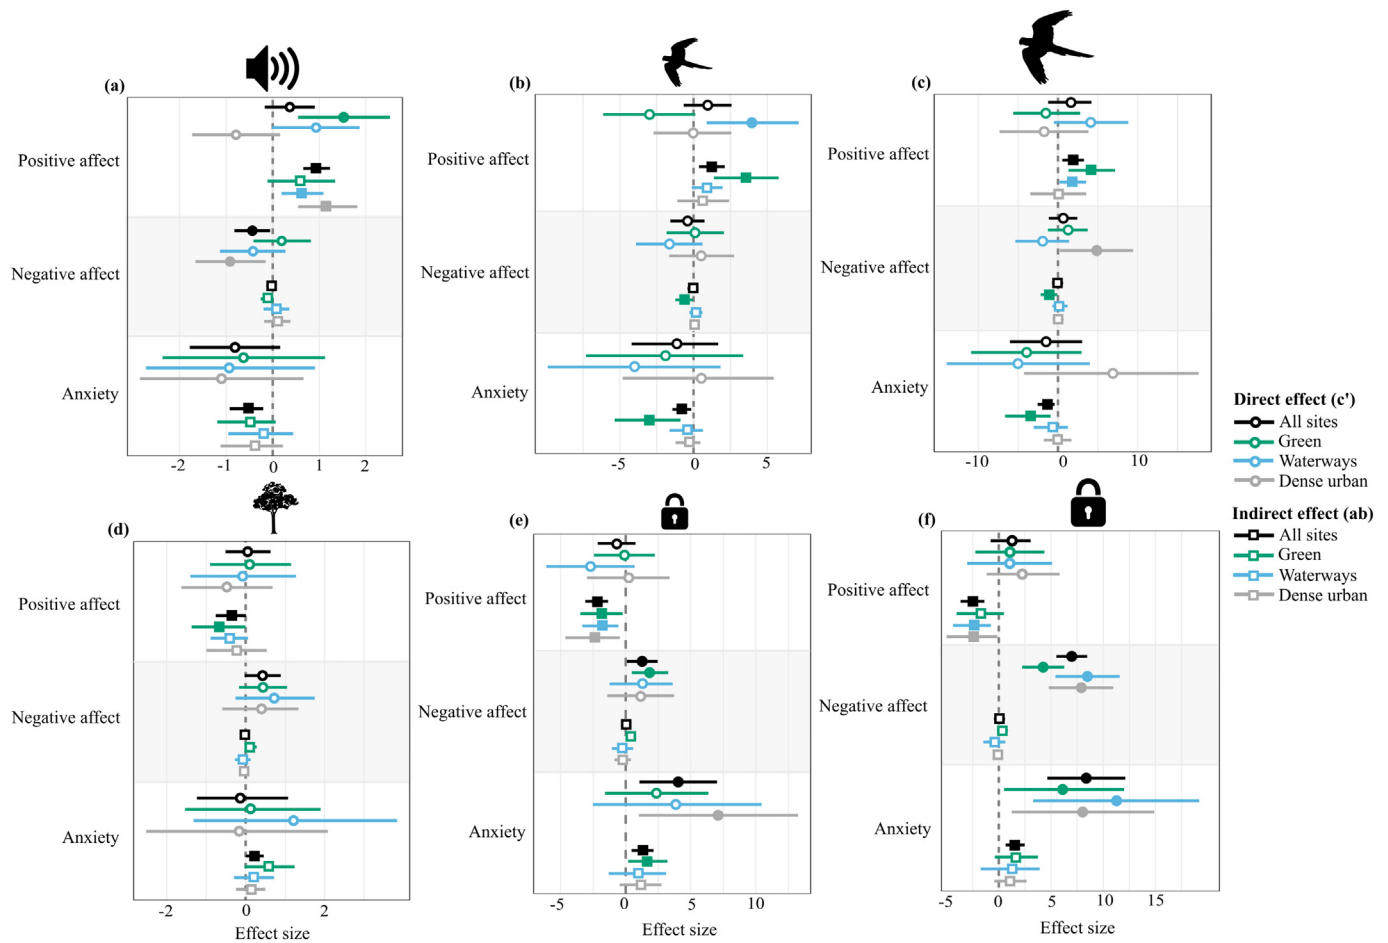 (a)
(b)
(c)
Positive affect
Positive affect
Positive affect
Negative affect
Negative affect
Negative affect
Anxiety
Anxiety
Anxiety
-2 -1 0 1 2
-5 0 5
-10 0 10
Direct effect (c')
All sites
Green
Waterways
Dense urban
Indirect effect (ab)
All sites
Green
Waterways
Dense urban
(d)
(e)
(f)
Positive affect
Positive affect
Positive affect
Negative affect
Negative affect
Negative affect
Anxiety
Anxiety
Anxiety
-2 0 2
-5 0 5 10
-5 0 5 10 15
Effect size
Effect size
Effect size